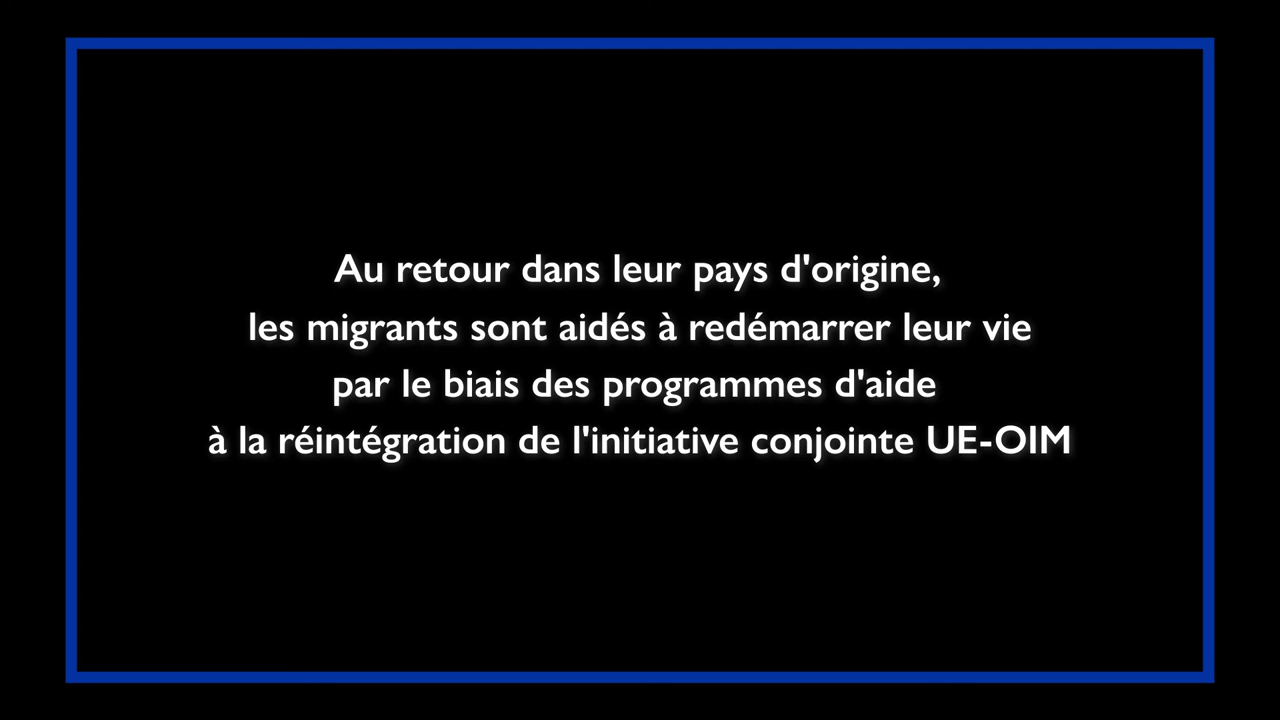 Au retour dans leur pays d'origine,
les migrants sont aidés à redémarrer leur vie
par le biais des programmes d'aide
à la réintégration de l'initiative conjointe UE-OIM